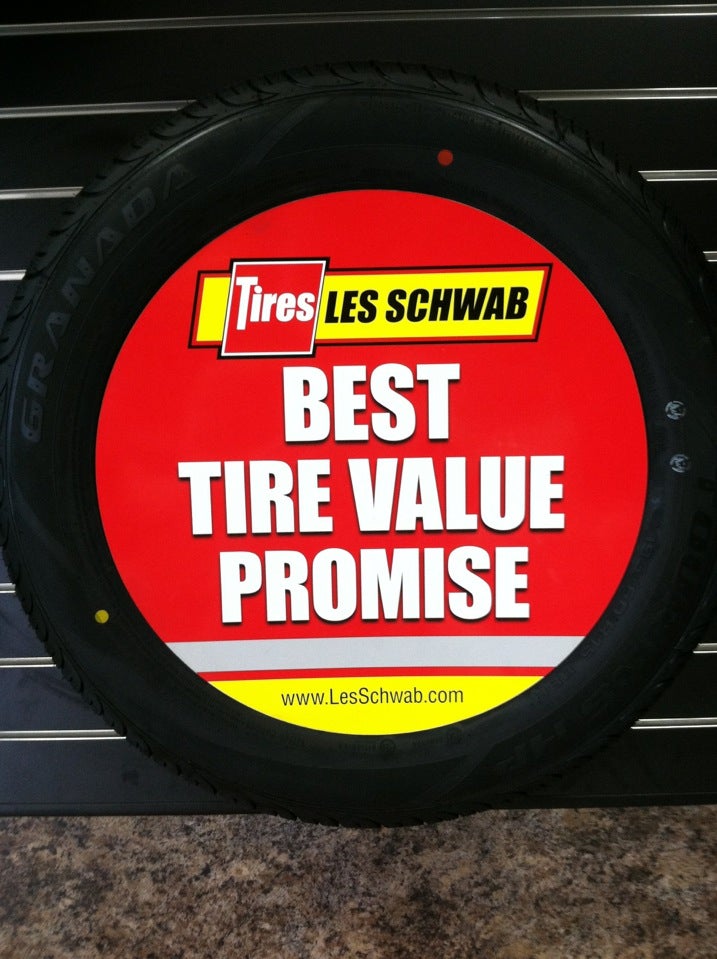 GRANADA
Tires LES SCHWAB
BEST
TIRE VALUE
PROMISE
www.LesSchwab.com